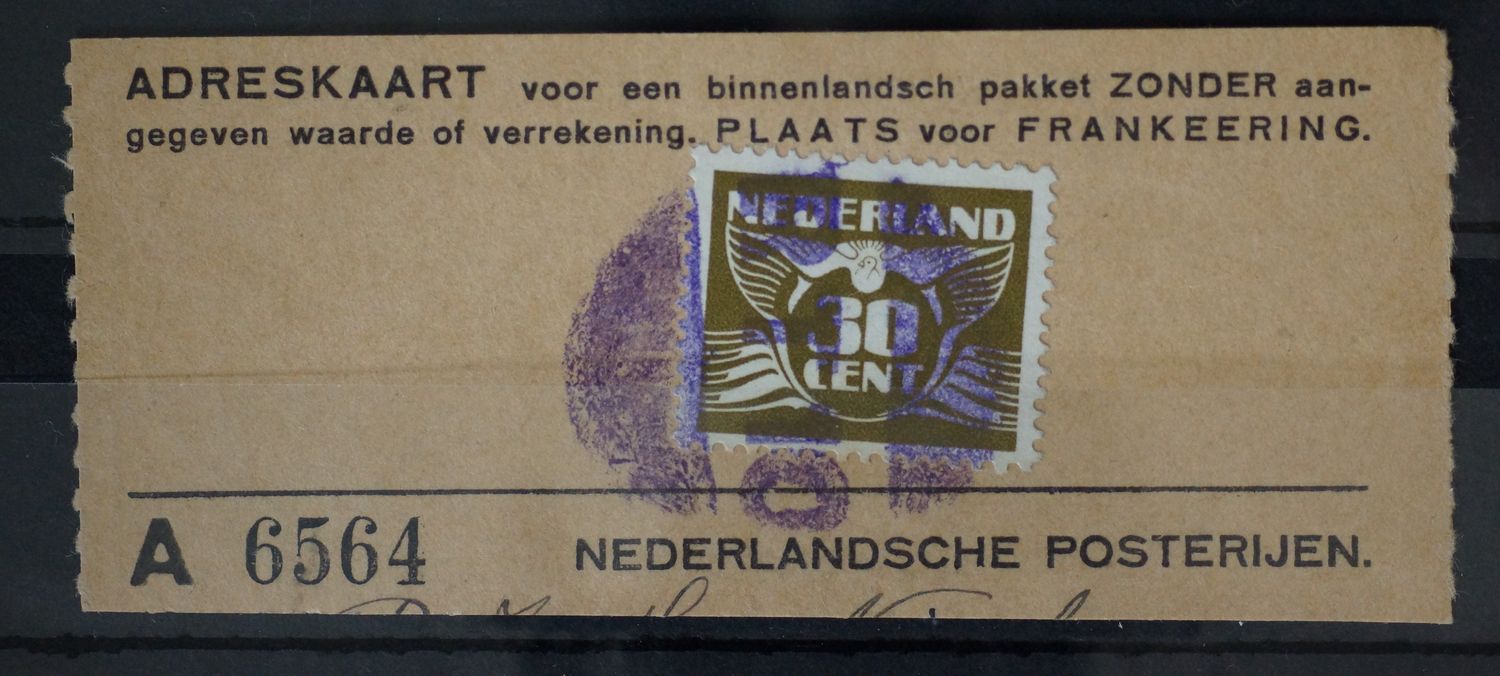 ADRESKAART voor een binnenlandsch pakket ZONDER aan-
gegeven waarde of verrekening. PLAATS voor FRANKEERING.
NEDERLAND
30
CENT
A 6564
NEDERLANDSCHE POSTERIJEN.